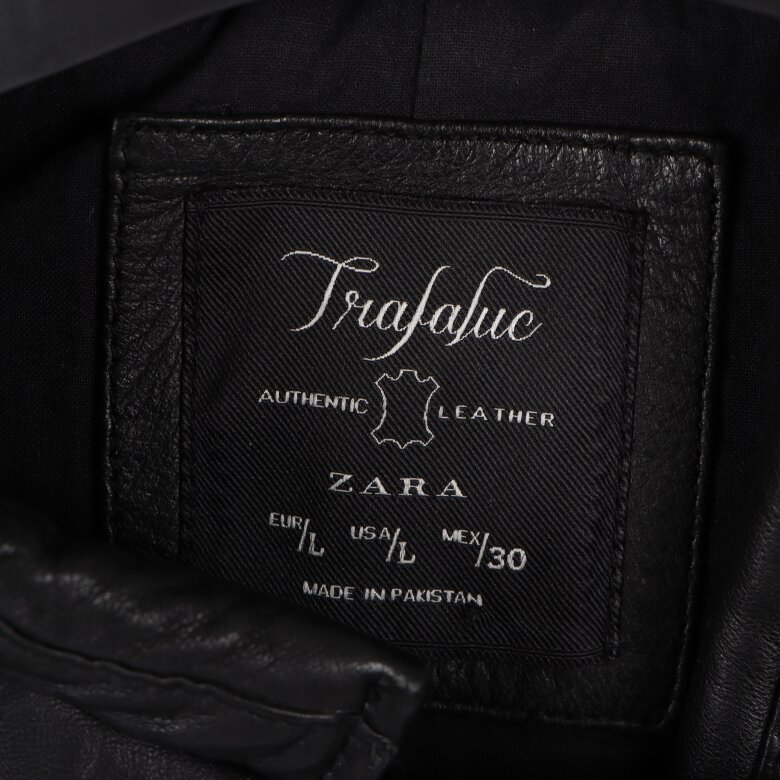 Trafaluc
AUTHENTIC LEATHER
ZARA
EUR/L USA/L MEX/30
MADE IN PAKISTAN